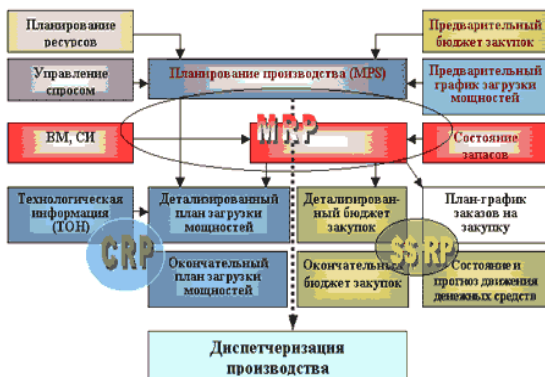 Планирование
ресурсов
Предварительный
бюджет закупок
Управление
спросом
Планирование производства (MPS)
Предварительный
график загрузки
мощностей
ВМ, СИ
MRP
Состояние
запасов
Технологическая
информация
(ТОН)
Детализированный
план загрузки
мощностей
Детализирован-
ный бюджет
закупок
План-график
заказов на
закупку
CRP
SSRP
Окончательный
план загрузки
мощностей
Окончательный
бюджет закупок
Состояние и
прогноз движения
денежных средств
Диспетчеризация
производства